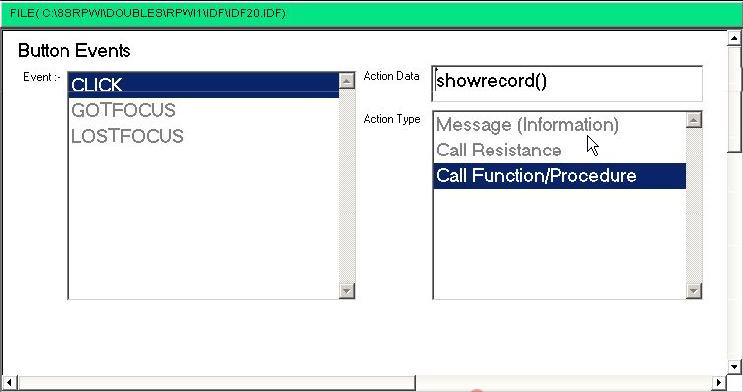 FILE( C:\SSRPWI\DOUBLES\RPWI1\IDF\IDF20.IDF)
Button Events
Event :-
CLICK
GOTFOCUS
LOSTFOCUS
Action Data
showrecord()
Action Type
Message (Information)
Call Resistance
Call Function/Procedure